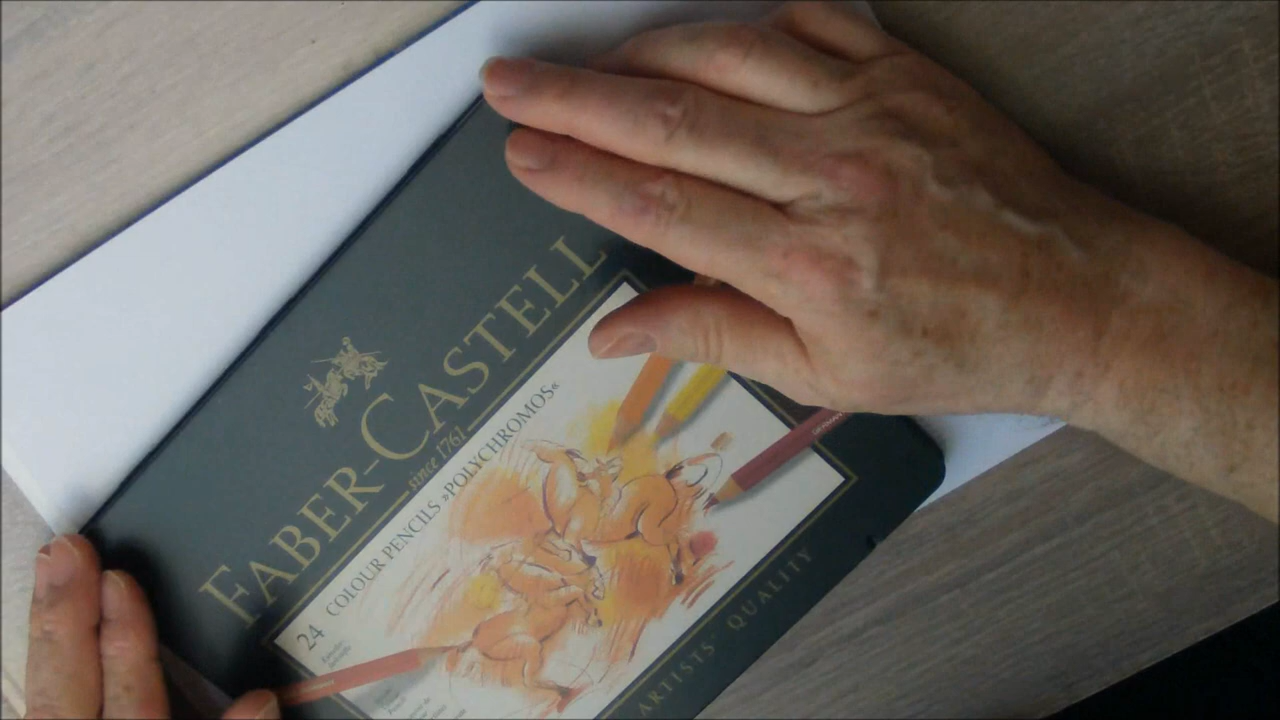 FABER-CASTELL
since 1761
24 COLOUR PENCILS »POLYCHROMOS«
ARTISTS' QUALITY